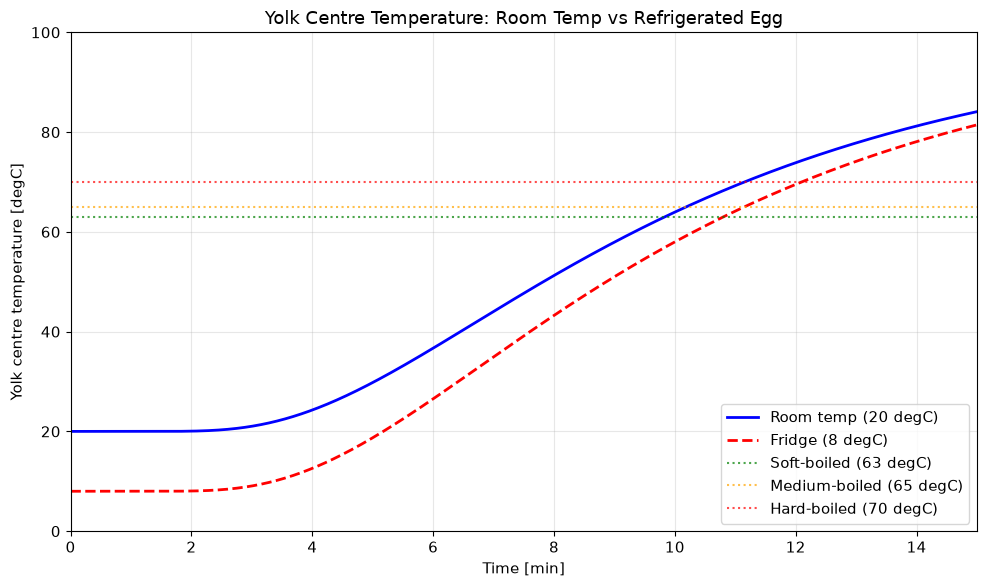 Yolk Centre Temperature: Room Temp vs Refrigerated Egg
Yolk centre temperature [degC]
100
80
60
40
20
0
Room temp (20 degC)
Fridge (8 degC)
Soft-boiled (63 degC)
Medium-boiled (65 degC)
Hard-boiled (70 degC)
0 2 4 6 8 10 12 14
Time [min]